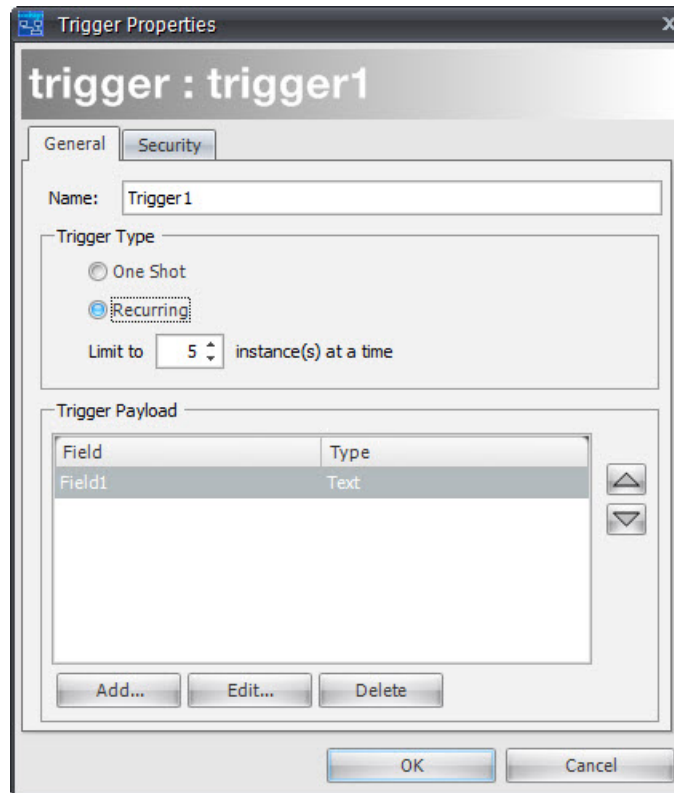 Trigger Properties
trigger : trigger1
General Security
Name: Trigger1
Trigger Type
One Shot
Recurring
Limit to 5 instance(s) at a time
Trigger Payload
Field Type
Field1 Text
Add... Edit... Delete
OK Cancel